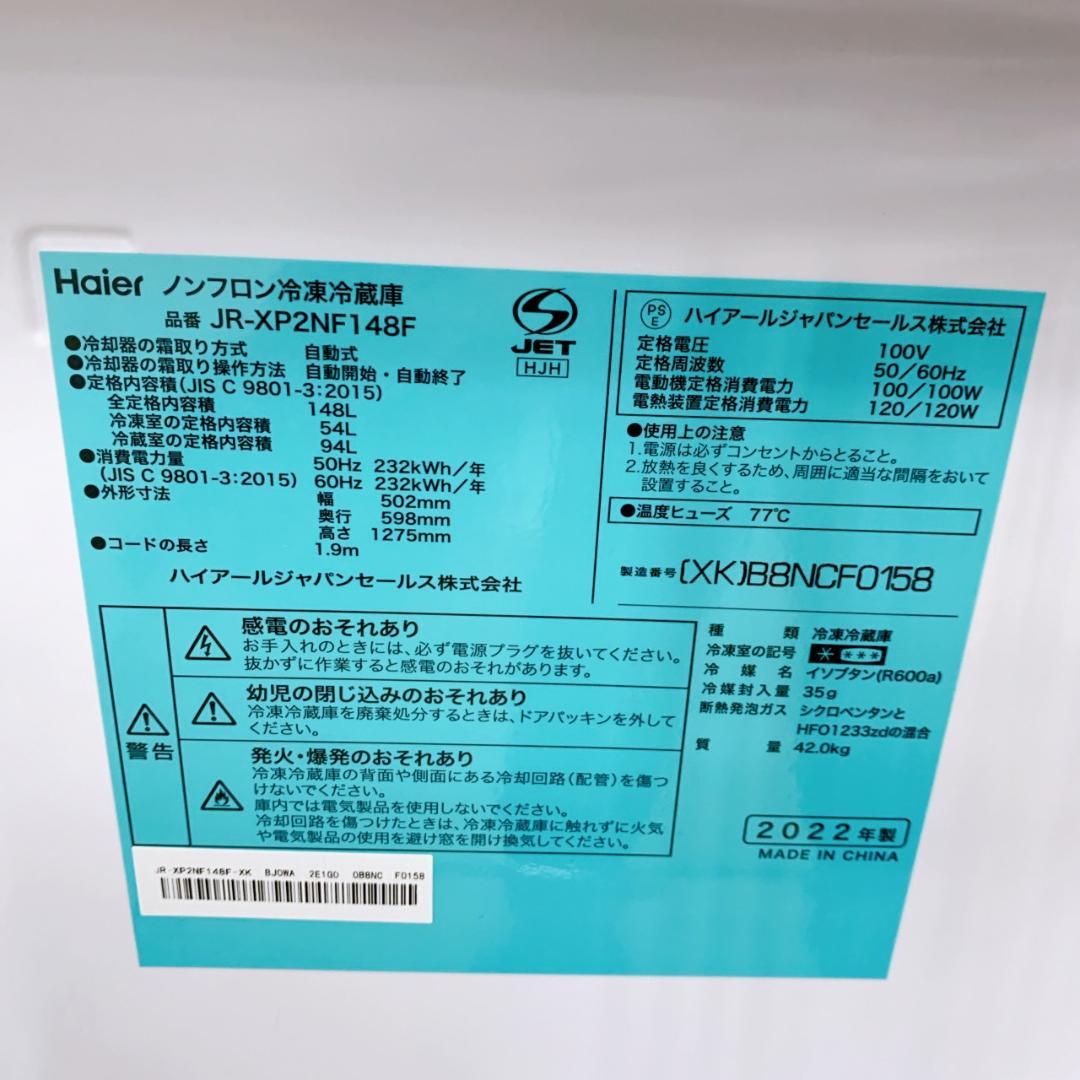 Haier ノンフロン冷凍冷蔵庫
品番 JR-XP2NF148F
●冷却器の霜取り方式 自動式
●冷却器の霜取り操作方法 自動開始・自動終了
●定格内容積(JIS C 9801-3:2015)
全定格内容積 148L
冷凍室の定格内容積 54L
冷蔵室の定格内容積 94L
●消費電力量 50Hz 232kWh/年
(JIS C 9801-3:2015) 60Hz 232kWh/年
●外形寸法 幅 502mm
奥行 598mm
高さ 1275mm
●コードの長さ 1.9m
ハイアールジャパンセールス株式会社
JET
HJH
PS
E
ハイアールジャパンセールス株式会社
定格電圧 100V
定格周波数 50/60Hz
電動機定格消費電力 100/100W
電熱装置定格消費電力 120/120W
●使用上の注意
1.電源は必ずコンセントからとること。
2.放熱を良くするため、周囲に適当な間隔をおいて
設置すること。
●温度ヒューズ 77℃
製造番号 (XK)B8NCF0158
警告
感電のおそれあり
お手入れのときには、必ず電源プラグを抜いてください。
抜かずに作業すると感電のおそれがあります。
幼児の閉じ込めのおそれあり
冷凍冷蔵庫を廃棄処分するときは、ドアパッキンを外して
ください。
発火・爆発のおそれあり
冷凍冷蔵庫の背面や側面にある冷却回路(配管)を傷つ
けないでください。
庫内では電気製品を使用しないでください。
冷却回路を傷つけたときは、冷凍冷蔵庫に触れずに火気
や電気製品の使用を避け窓を開け換気してください。
種類 冷凍冷蔵庫
冷凍室の記号 * ***
冷媒名 イソブタン(R600a)
冷媒封入量 35g
断熱発泡ガス シクロペンタンと
HFO1233zdの混合
質量 42.0kg
2022年製
MADE IN CHINA
JR-XP2NF148F-XK BJ0WA 2E1G0 0B8NC F0158